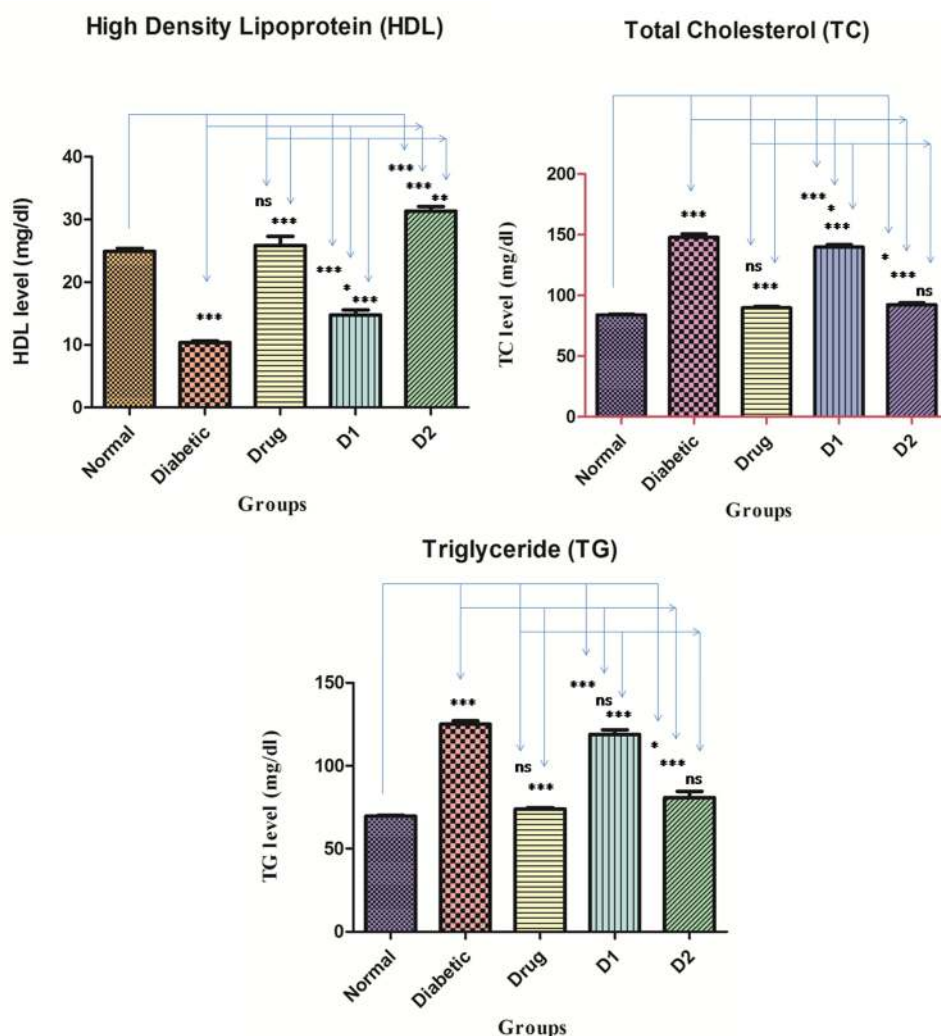 High Density Lipoprotein (HDL)
HDL level (mg/dl)
40
30
20
10
0
***
ns
***
***
*
***
***
***
**
Normal
Diabetic
Drug
D1
D2
Groups
Total Cholesterol (TC)
TC level (mg/dl)
200
150
100
50
0
***
ns
***
***
*
***
*
***
ns
Normal
Diabetic
Drug
D1
D2
Groups
Triglyceride (TG)
TG level (mg/dl)
150
100
50
0
***
ns
***
***
ns
***
*
***
ns
Normal
Diabetic
Drug
D1
D2
Groups